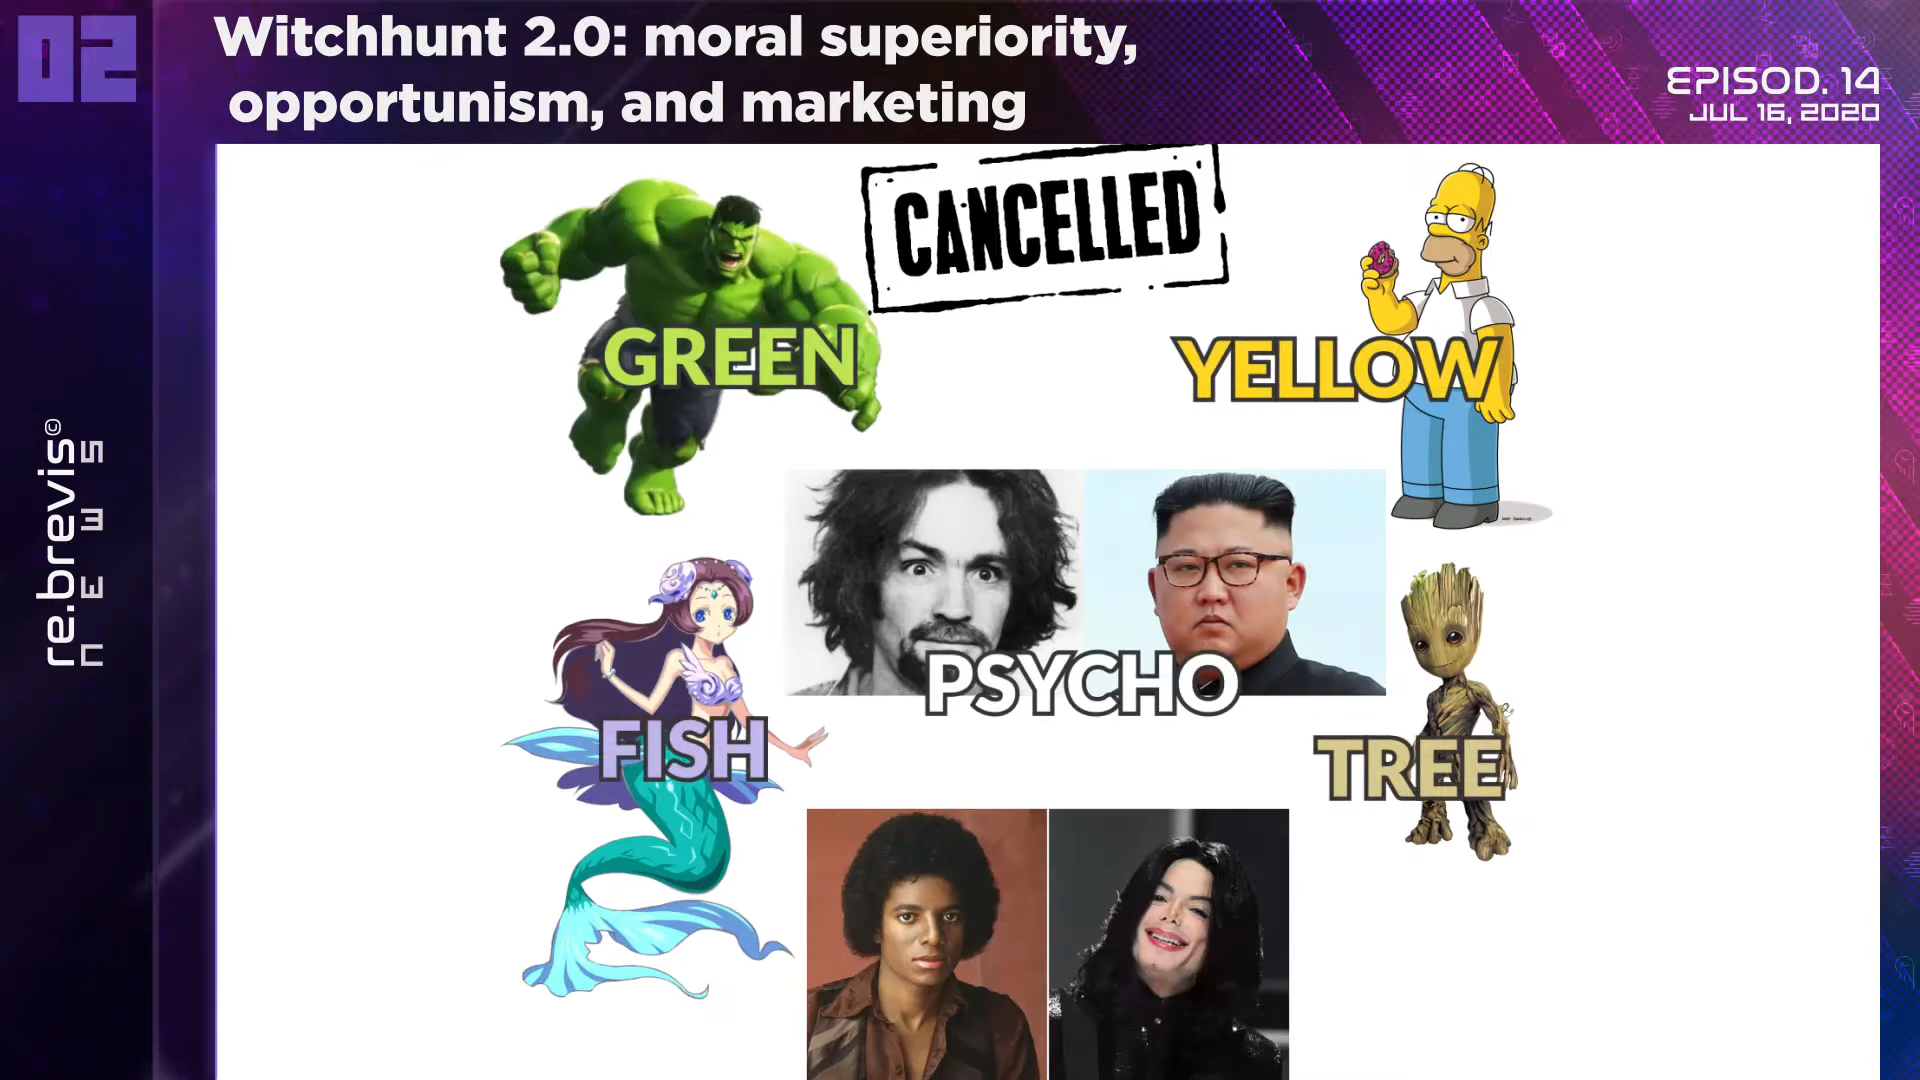 02
Witchhunt 2.0: moral superiority,
opportunism, and marketing
EPISOD. 14
JUL 16, 2020
re.brevis©
news
CANCELLED
GREEN
YELLOW
PSYCHO
FISH
TREE